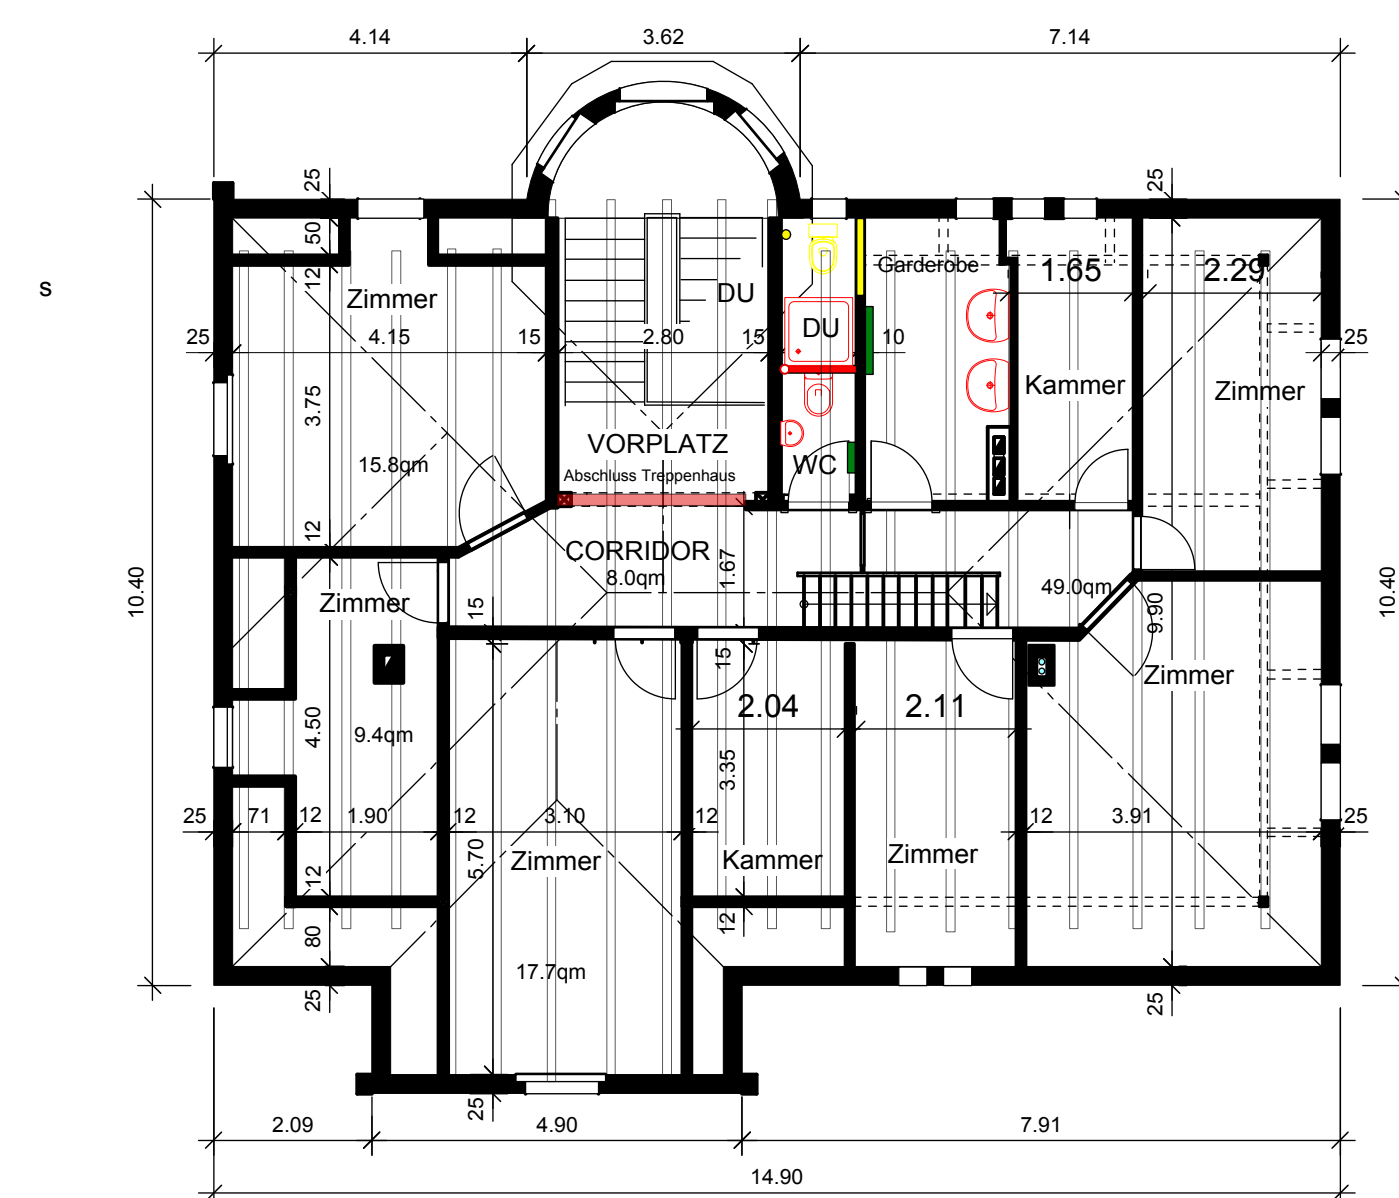 4.14
3.62
7.14
25
25
50
12
s
Zimmer
DU
Garderobe
1.65
2.29
25
4.15
15
2.80
15
DU
10
25
3.75
Kammer
Zimmer
15.8qm
VORPLATZ
Abschluss Treppenhaus
WC
12
CORRIDOR
8.0qm
1.67
49.0qm
10.40
10.40
Zimmer
15
9.90
15
Zimmer
2.04
2.11
4.50
9.4qm
3.35
25
71
12
1.90
12
3.10
12
12
3.91
25
5.70
Zimmer
Kammer
Zimmer
12
12
80
17.7qm
25
25
25
2.09
4.90
7.91
14.90